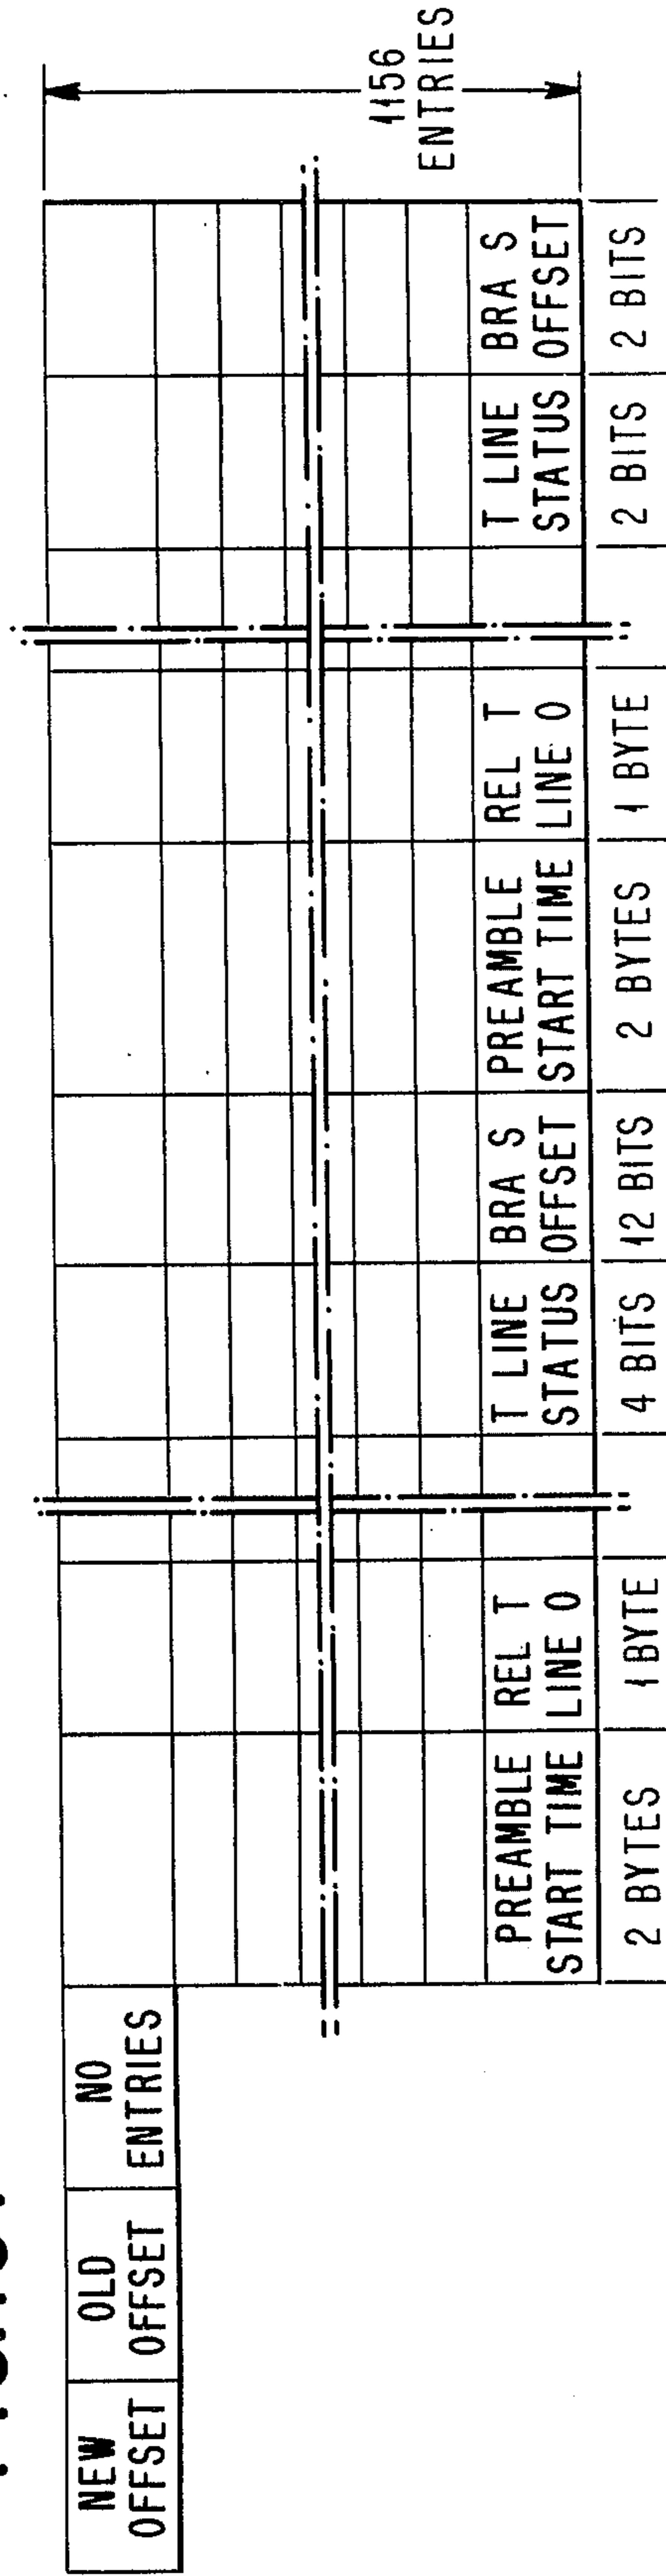 NEW
OFFSET
OLD
OFFSET
NO
ENTRIES
PREAMBLE
START TIME
REL T
LINE 0
T LINE
STATUS
BRA S
OFFSET
PREAMBLE
START TIME
REL T
LINE 0
T LINE
STATUS
BRA S
OFFSET
2 BYTES
1 BYTE
4 BITS
12 BITS
2 BYTES
1 BYTE
2 BITS
2 BITS
1156
ENTRIES